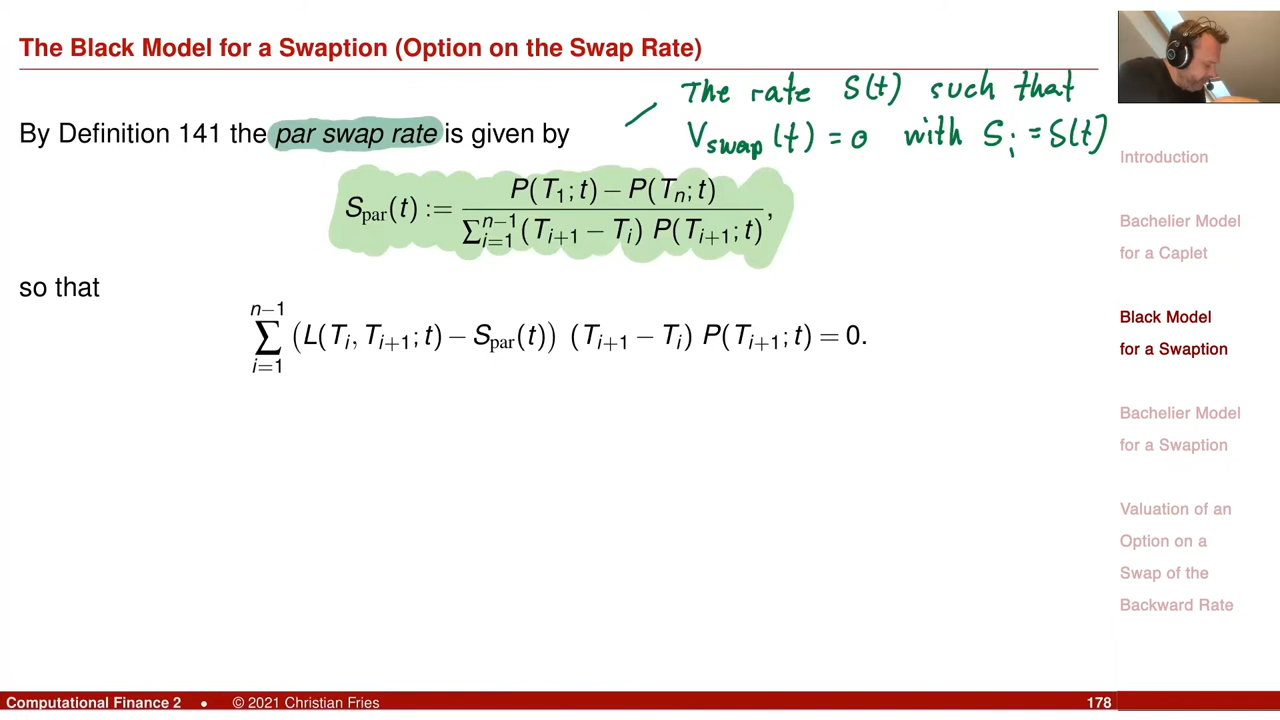 The Black Model for a Swaption (Option on the Swap Rate)
The rate S(t) such that
V_swap(t) = 0 with S_i = S(t)
By Definition 141 the par swap rate is given by
S_par(t) := \frac{P(T_1; t) − P(T_n; t)}{∑_{i=1}^{n−1} (T_{i+1} − T_i) P(T_{i+1}; t)},
so that
∑_{i=1}^{n−1} (L(T_i, T_{i+1}; t) − S_par(t)) (T_{i+1} − T_i) P(T_{i+1}; t) = 0.
Introduction
Bachelier Model
for a Caplet
Black Model
for a Swaption
Bachelier Model
for a Swaption
Valuation of an
Option on a
Swap of the
Backward Rate
Computational Finance 2 • © 2021 Christian Fries 178